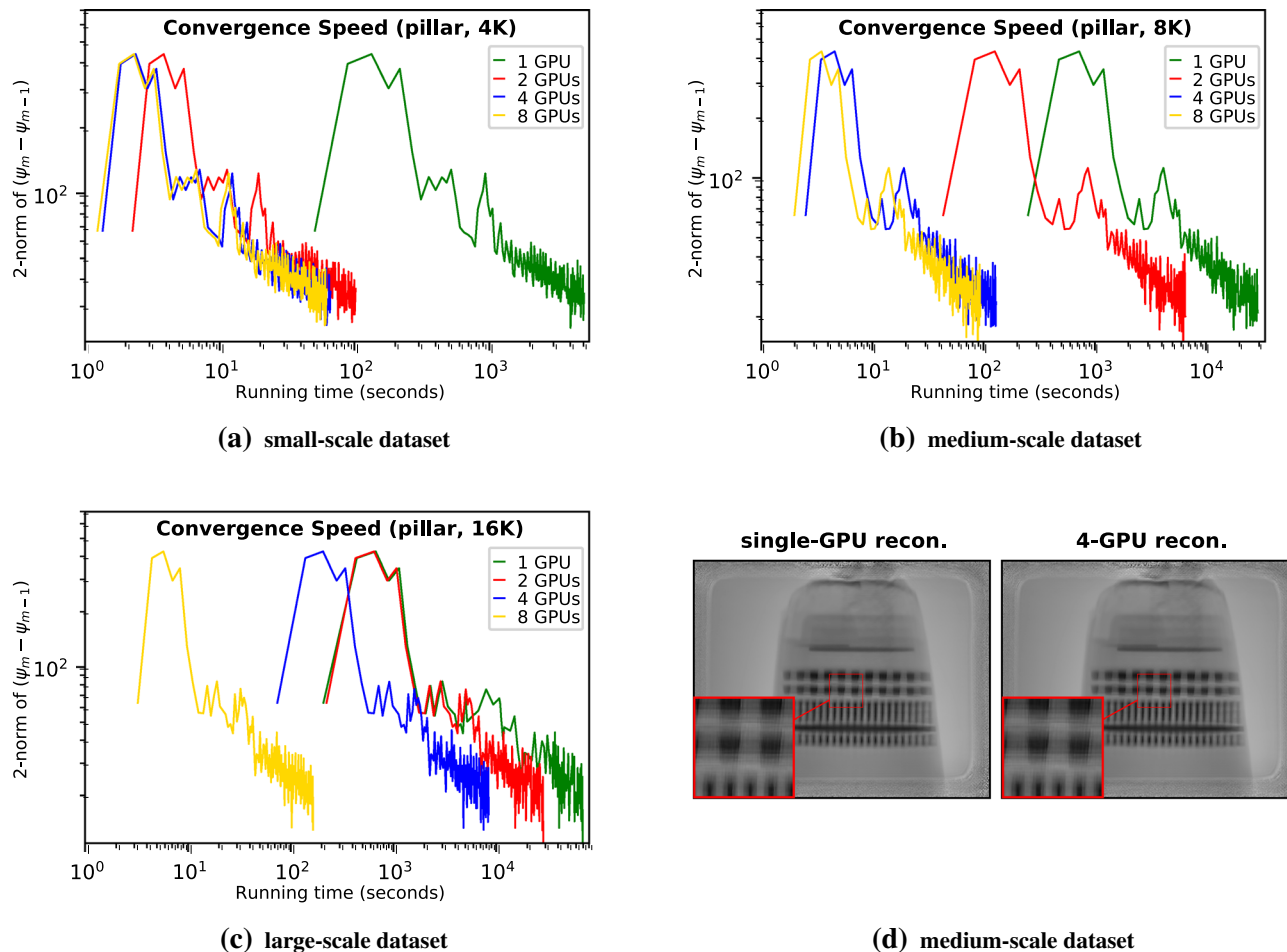 Convergence Speed (pillar, 4K)
1 GPU
2 GPUs
4 GPUs
8 GPUs
2-norm of (ψm − ψm−1)
10²
10⁰ 10¹ 10² 10³
Running time (seconds)
(a) small-scale dataset
Convergence Speed (pillar, 8K)
1 GPU
2 GPUs
4 GPUs
8 GPUs
2-norm of (ψm − ψm−1)
10²
10⁰ 10¹ 10² 10³ 10⁴
Running time (seconds)
(b) medium-scale dataset
Convergence Speed (pillar, 16K)
1 GPU
2 GPUs
4 GPUs
8 GPUs
2-norm of (ψm − ψm−1)
10²
10⁰ 10¹ 10² 10³ 10⁴
Running time (seconds)
(c) large-scale dataset
single-GPU recon. 4-GPU recon.
(d) medium-scale dataset